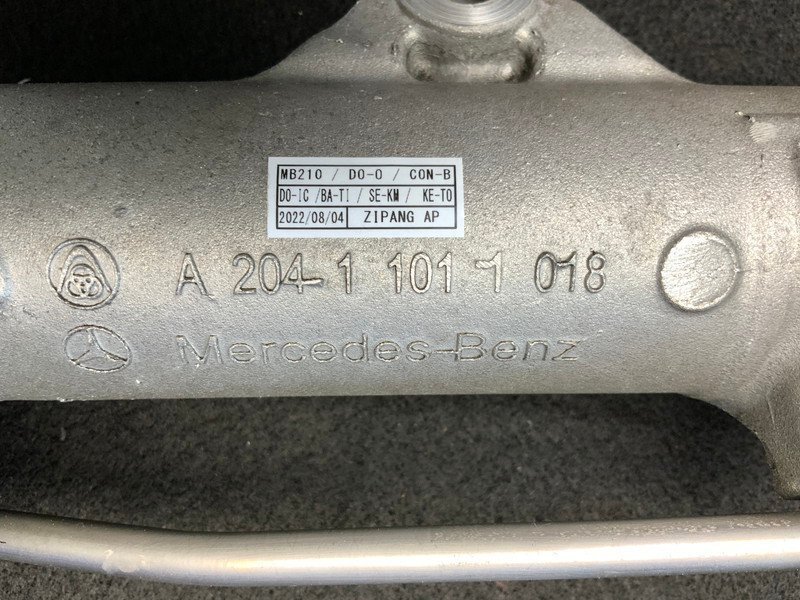 MB210 / DO-O / CON-B
DO-IC /BA-TI / SE-KM / KE-TO
2022/08/04 ZIPANG AP
A 204-1 101 1 018
Mercedes-Benz